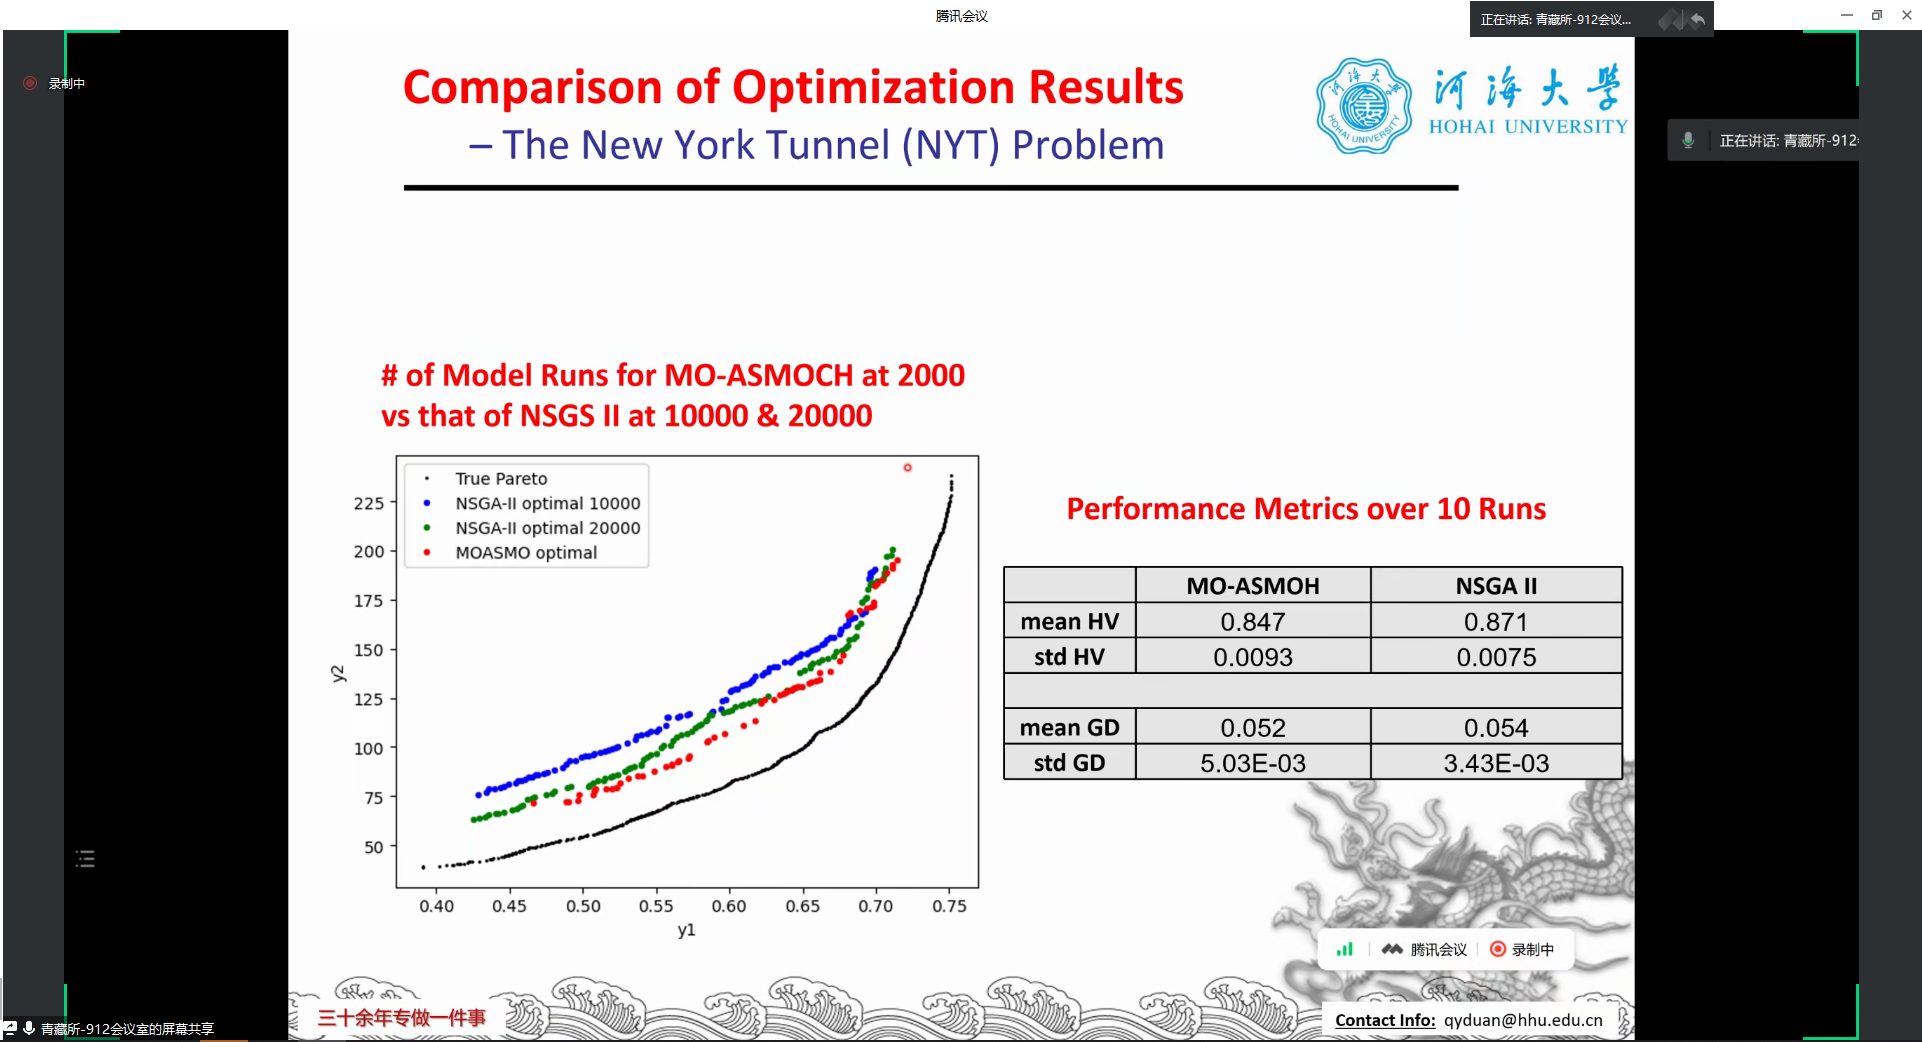 腾讯会议
正在讲话: 青藏所-912会议...
录制中
Comparison of Optimization Results
– The New York Tunnel (NYT) Problem
河海大学
HOHAI UNIVERSITY
河海大学
HOHAI UNIVERSITY
正在讲话: 青藏所-912
# of Model Runs for MO-ASMOCH at 2000
vs that of NSGS II at 10000 & 20000
True Pareto
NSGA-II optimal 10000
NSGA-II optimal 20000
MOASMO optimal
225
200
175
150
125
100
75
50
y2
0.40 0.45 0.50 0.55 0.60 0.65 0.70 0.75
y1
Performance Metrics over 10 Runs
MO-ASMOH NSGA II
mean HV 0.847 0.871
std HV 0.0093 0.0075
mean GD 0.052 0.054
std GD 5.03E-03 3.43E-03
腾讯会议 录制中
三十余年专做一件事
Contact Info: qyduan@hhu.edu.cn
青藏所-912会议室的屏幕共享